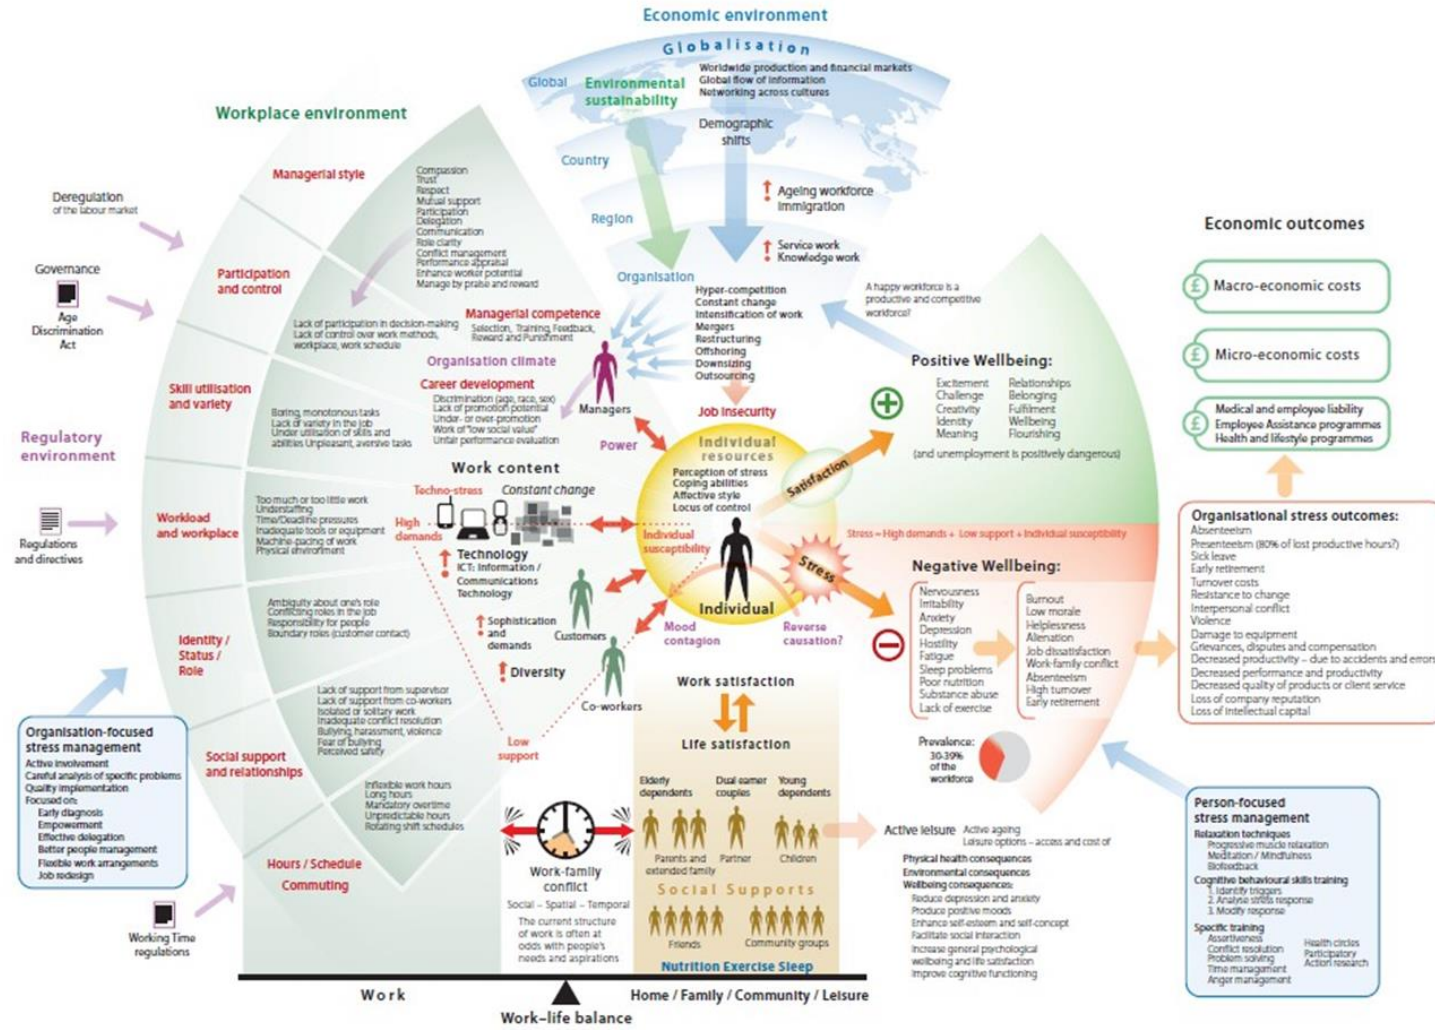 Economic environment
Globalisation
Global
Environmental
sustainability
Worldwide production and financial markets
Global flow of information
Networking across cultures
Demographic
shifts
Country
Region
Ageing workforce
Immigration
Service work
Knowledge work
Organisation
Hyper-competition
Constant change
Intensification of work
Mergers
Restructuring
Offshoring
Downsizing
Outsourcing
Job Insecurity
Workplace environment
Managerial style
Compassion
Trust
Respect
Mutual support
Participation
Delegation
Communication
Role clarity
Conflict management
Performance appraisal
Enhance worker potential
Manage by praise and reward
Deregulation
of the labour market
Governance
Age
Discrimination
Act
Participation
and control
Lack of participation in decision-making
Lack of control over work methods,
workplace, work schedule
Managerial competence
Selection, Training, Feedback,
Reward and Punishment
Organisation climate
Career development
Discrimination (age, race, sex)
Lack of promotion potential
Under- or over-promotion
Work of "low social value"
Unfair performance evaluation
Managers
Power
Skill utilisation
and variety
Boring, monotonous tasks
Lack of variety in the job
Under utilisation of skills and
abilities Unpleasant, aversive tasks
Regulatory
environment
Regulations
and directives
Workload
and workplace
Too much or too little work
Understaffing
Time/Deadline pressures
Inadequate tools or equipment
Machine-pacing of work
Physical environment
Work content
Techno-stress
Constant change
High
demands
Technology
ICT: Information /
Communications
Technology
Sophistication
and
demands
Customers
Diversity
Co-workers
Low
support
Identity /
Status /
Role
Ambiguity about one's role
Conflicting roles in the job
Responsibility for people
Boundary roles (customer contact)
Social support
and relationships
Lack of support from supervisor
Lack of support from co-workers
Isolated or solitary work
Inadequate conflict resolution
Bullying, harassment, violence
Fear of bullying
Perceived safety
Hours / Schedule
Commuting
Inflexible work hours
Long hours
Mandatory overtime
Unpredictable hours
Rotating shift schedules
Organisation-focused
stress management
Active involvement
Careful analysis of specific problems
Quality implementation
Focused on:
Early diagnosis
Empowerment
Effective delegation
Better people management
Flexible work arrangements
Job redesign
Working Time
regulations
Individual
resources
Perception of stress
Coping abilities
Affective style
Locus of control
Individual
susceptibility
Individual
Satisfaction
Stress
Mood
contagion
Reverse
causation?
Work satisfaction
Life satisfaction
Elderly
dependents
Dual earner
couples
Young
dependents
Parents and
extended family
Partner
Children
Social Supports
Friends
Community groups
Nutrition Exercise Sleep
Work-family
conflict
Social – Spatial – Temporal
The current structure
of work is often at
odds with people's
needs and aspirations
Work
Home / Family / Community / Leisure
Work–life balance
A happy workforce is a
productive and competitive
workforce?
Positive Wellbeing:
Excitement
Challenge
Creativity
Identity
Meaning
Relationships
Belonging
Fulfilment
Wellbeing
Flourishing
(and unemployment is positively dangerous)
Stress = High demands + Low support + Individual susceptibility
Negative Wellbeing:
Nervousness
Irritability
Anxiety
Depression
Hostility
Fatigue
Sleep problems
Poor nutrition
Substance abuse
Lack of exercise
Burnout
Low morale
Helplessness
Alienation
Job dissatisfaction
Work-family conflict
Absenteeism
High turnover
Early retirement
Prevalence:
30-39%
of the
workforce
Active leisure
Active ageing
Leisure options – access and cost of
Physical health consequences
Environmental consequences
Wellbeing consequences:
Reduce depression and anxiety
Produce positive moods
Enhance self-esteem and self-concept
Facilitate social interaction
Increase general psychological
wellbeing and life satisfaction
Improve cognitive functioning
Economic outcomes
£ Macro-economic costs
£ Micro-economic costs
£ Medical and employee liability
Employee Assistance programmes
Health and lifestyle programmes
Organisational stress outcomes:
Absenteeism
Presenteeism (80% of lost productive hours?)
Sick leave
Early retirement
Turnover costs
Resistance to change
Interpersonal conflict
Violence
Damage to equipment
Grievances, disputes and compensation
Decreased productivity – due to accidents and errors
Decreased performance and productivity
Decreased quality of products or client service
Loss of company reputation
Loss of intellectual capital
Person-focused
stress management
Relaxation techniques
Progressive muscle relaxation
Meditation / Mindfulness
Biofeedback
Cognitive behavioural skills training
1. Identify triggers
2. Analyse stress response
3. Modify response
Specific training
Assertiveness
Conflict resolution
Problem solving
Time management
Anger management
Health circles
Participatory
Action research